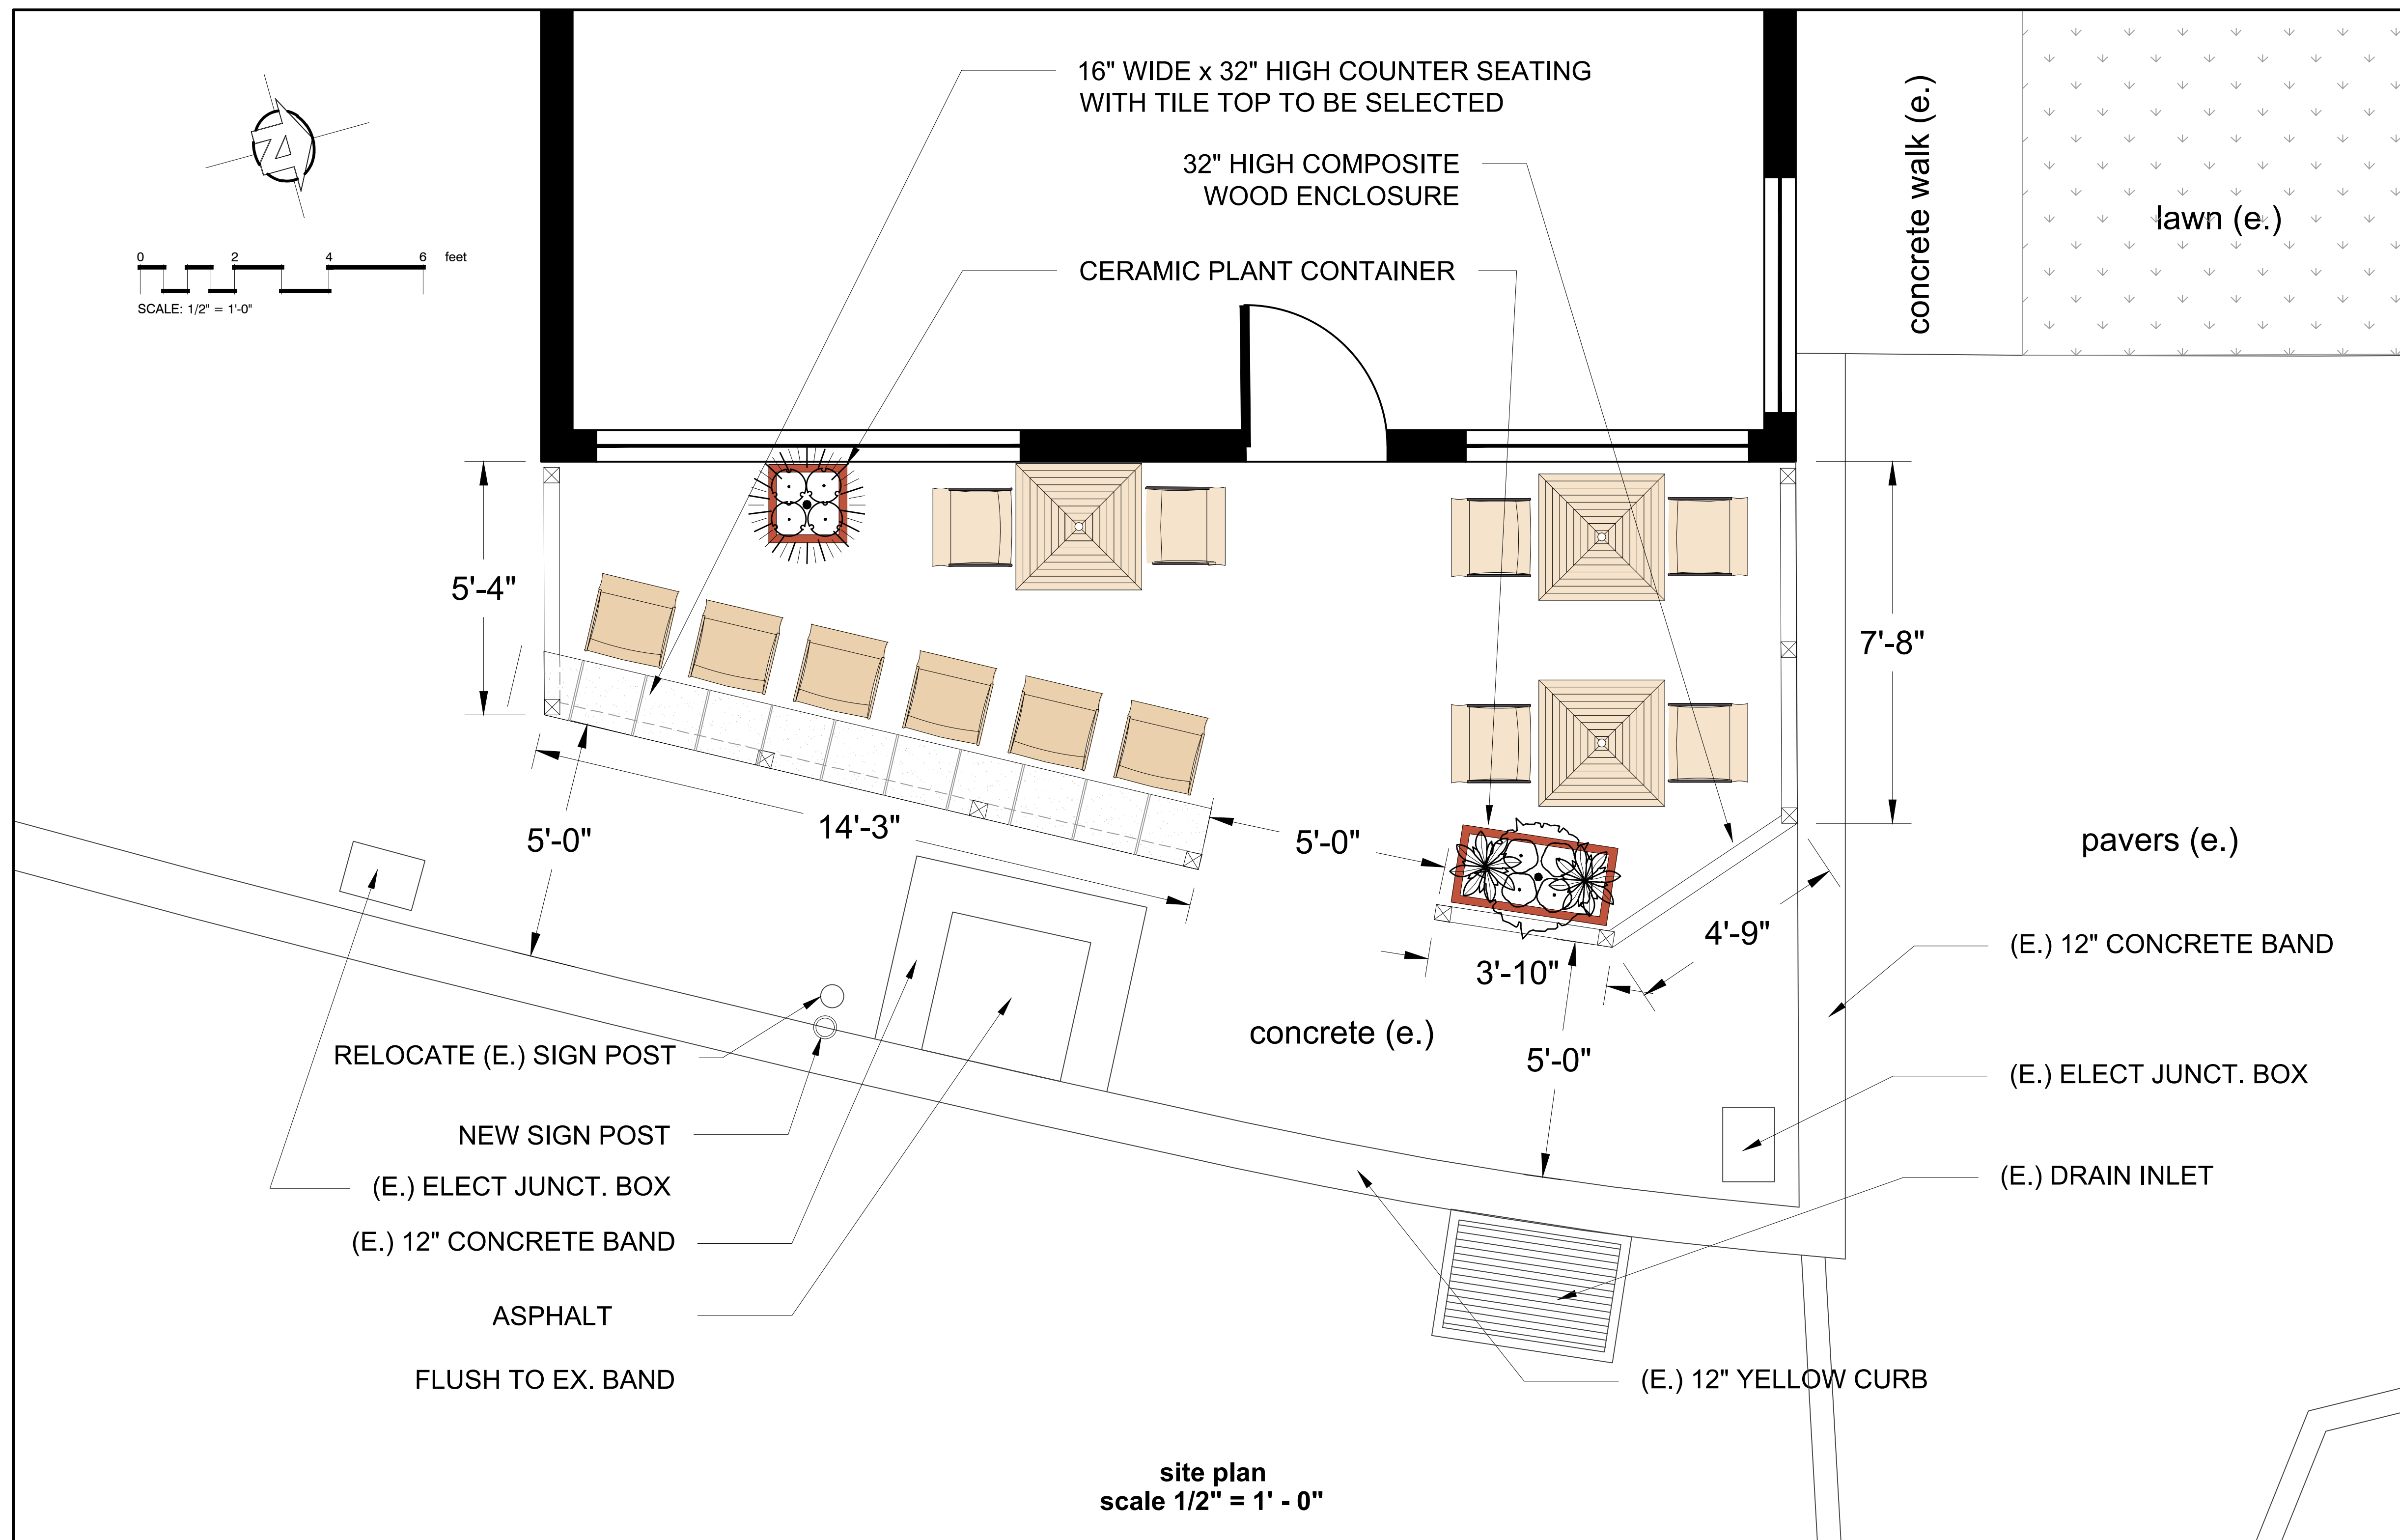 16" WIDE x 32" HIGH COUNTER SEATING
WITH TILE TOP TO BE SELECTED
32" HIGH COMPOSITE
WOOD ENCLOSURE
CERAMIC PLANT CONTAINER
concrete walk (e.)
lawn (e.)
N
0 2 4 6 feet
SCALE: 1/2" = 1'-0"
5'-4"
7'-8"
5'-0"
14'-3"
5'-0"
pavers (e.)
4'-9"
3'-10"
(E.) 12" CONCRETE BAND
concrete (e.)
5'-0"
RELOCATE (E.) SIGN POST
(E.) ELECT JUNCT. BOX
NEW SIGN POST
(E.) ELECT JUNCT. BOX
(E.) DRAIN INLET
(E.) 12" CONCRETE BAND
ASPHALT
FLUSH TO EX. BAND
(E.) 12" YELLOW CURB
site plan
scale 1/2" = 1' - 0"